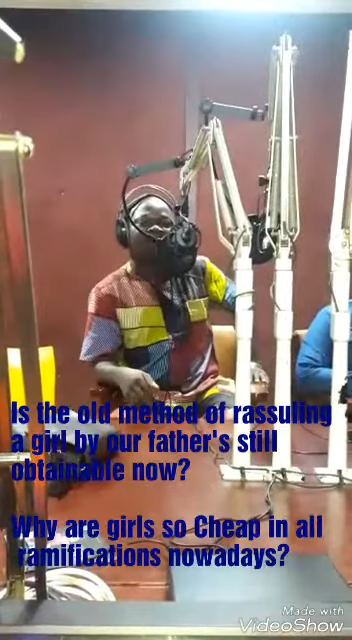 Is the old method of rassuling
a girl by our father's still
obtainable now?
Why are girls so Cheap in all
ramifications nowadays?
Made with
VideoShow